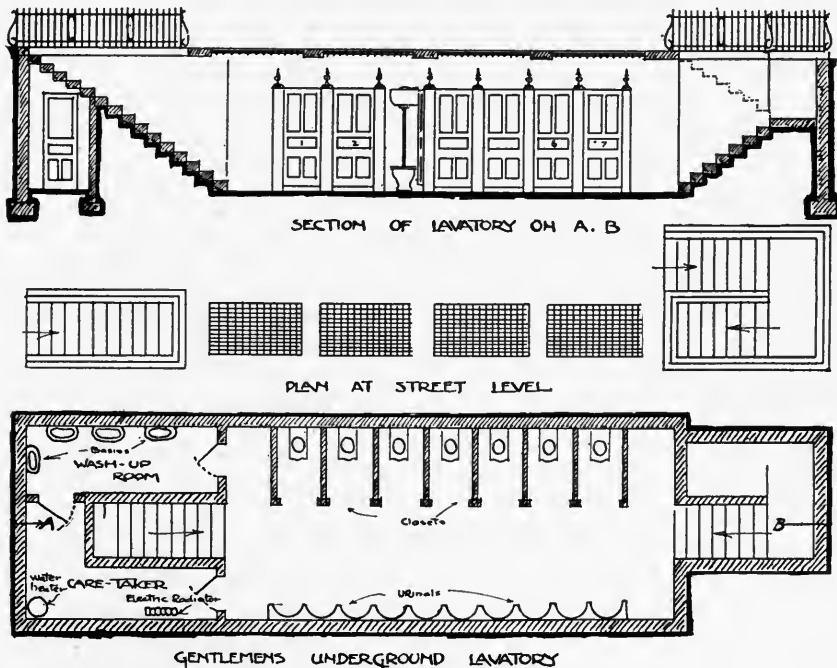 1
2
6
7
SECTION OF LAVATORY ON A. B
PLAN AT STREET LEVEL
Basins
WASH-UP
ROOM
A
Closets
B
Water
heater
CARE-TAKER
Electric Radiator
Urinals
GENTLEMENS UNDERGROUND LAVATORY